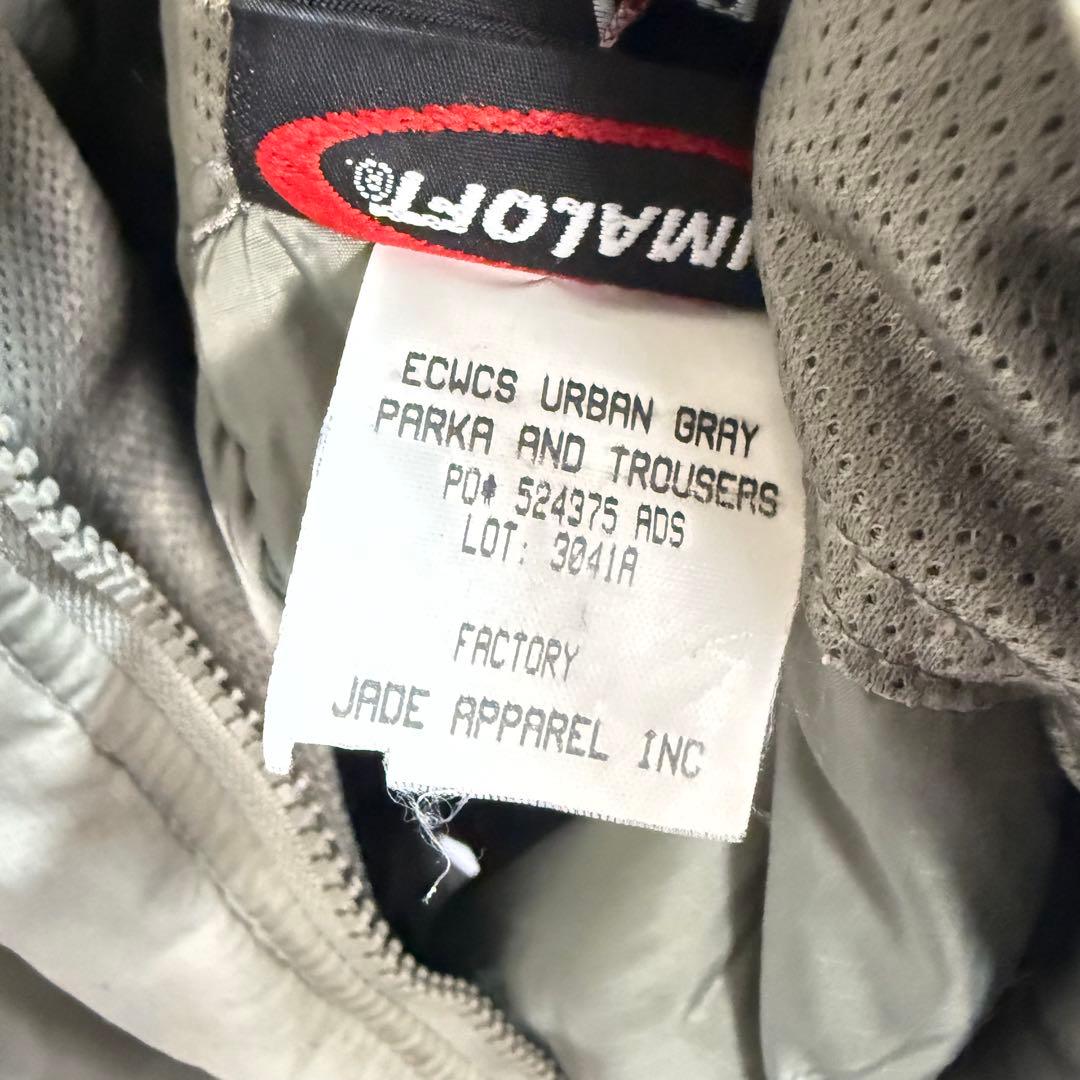 IMALOFT®
ECWCS URBAN GRAY
PARKA AND TROUSERS
PO# 524375 ADS
LOT: 3041A
FACTORY
JADE APPAREL INC